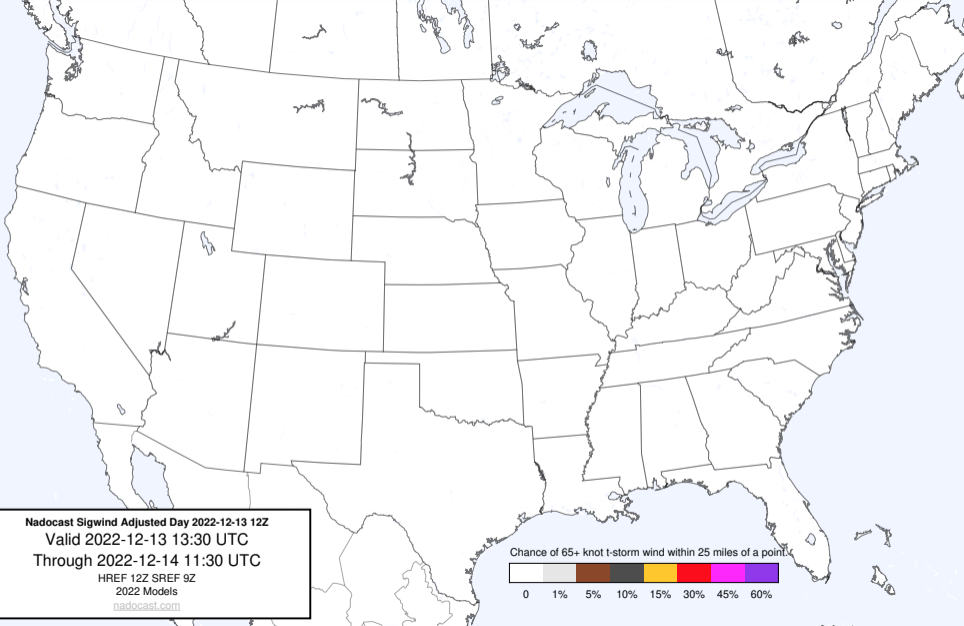 Nadocast Sigwind Adjusted Day 2022-12-13 12Z
Valid 2022-12-13 13:30 UTC
Through 2022-12-14 11:30 UTC
HREF 12Z SREF 9Z
2022 Models
nadocast.com
Chance of 65+ knot t-storm wind within 25 miles of a point.
0 1% 5% 10% 15% 30% 45% 60%